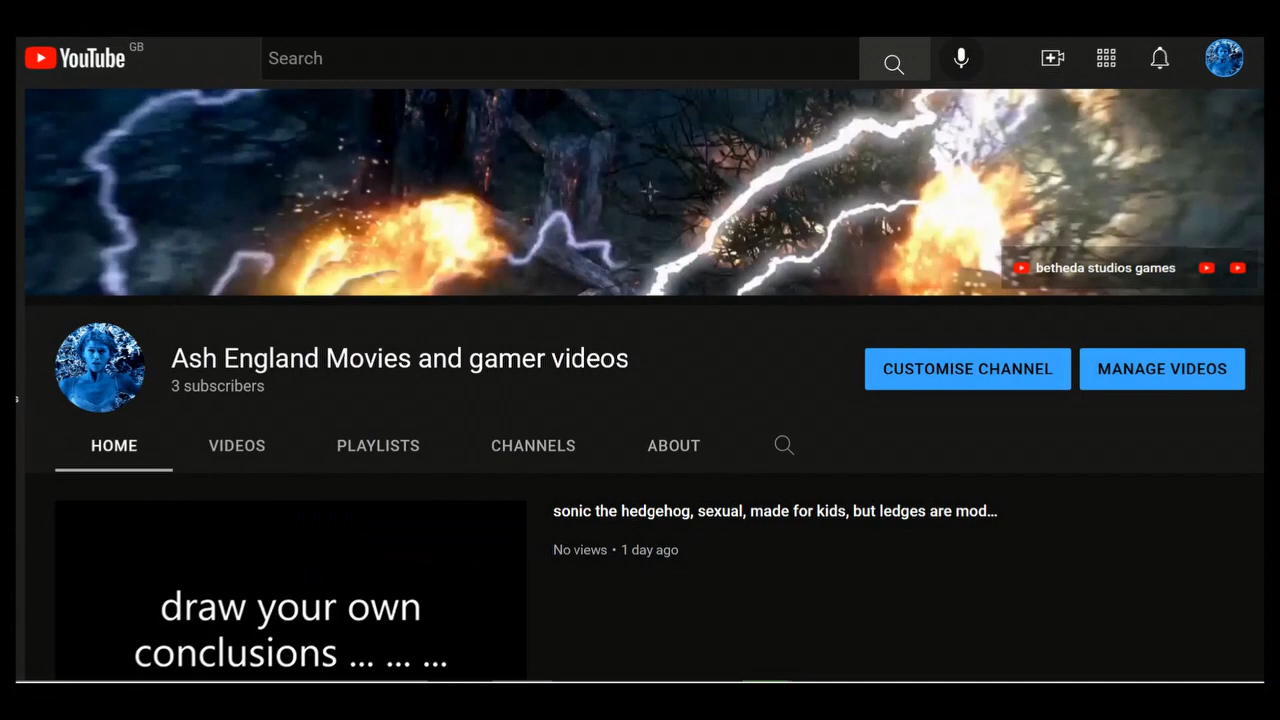 YouTube GB
Search
betheda studios games
Ash England Movies and gamer videos
3 subscribers
CUSTOMISE CHANNEL
MANAGE VIDEOS
HOME
VIDEOS
PLAYLISTS
CHANNELS
ABOUT
sonic the hedgehog, sexual, made for kids, but ledges are mod...
No views • 1 day ago
draw your own
conclusions ... ... ...